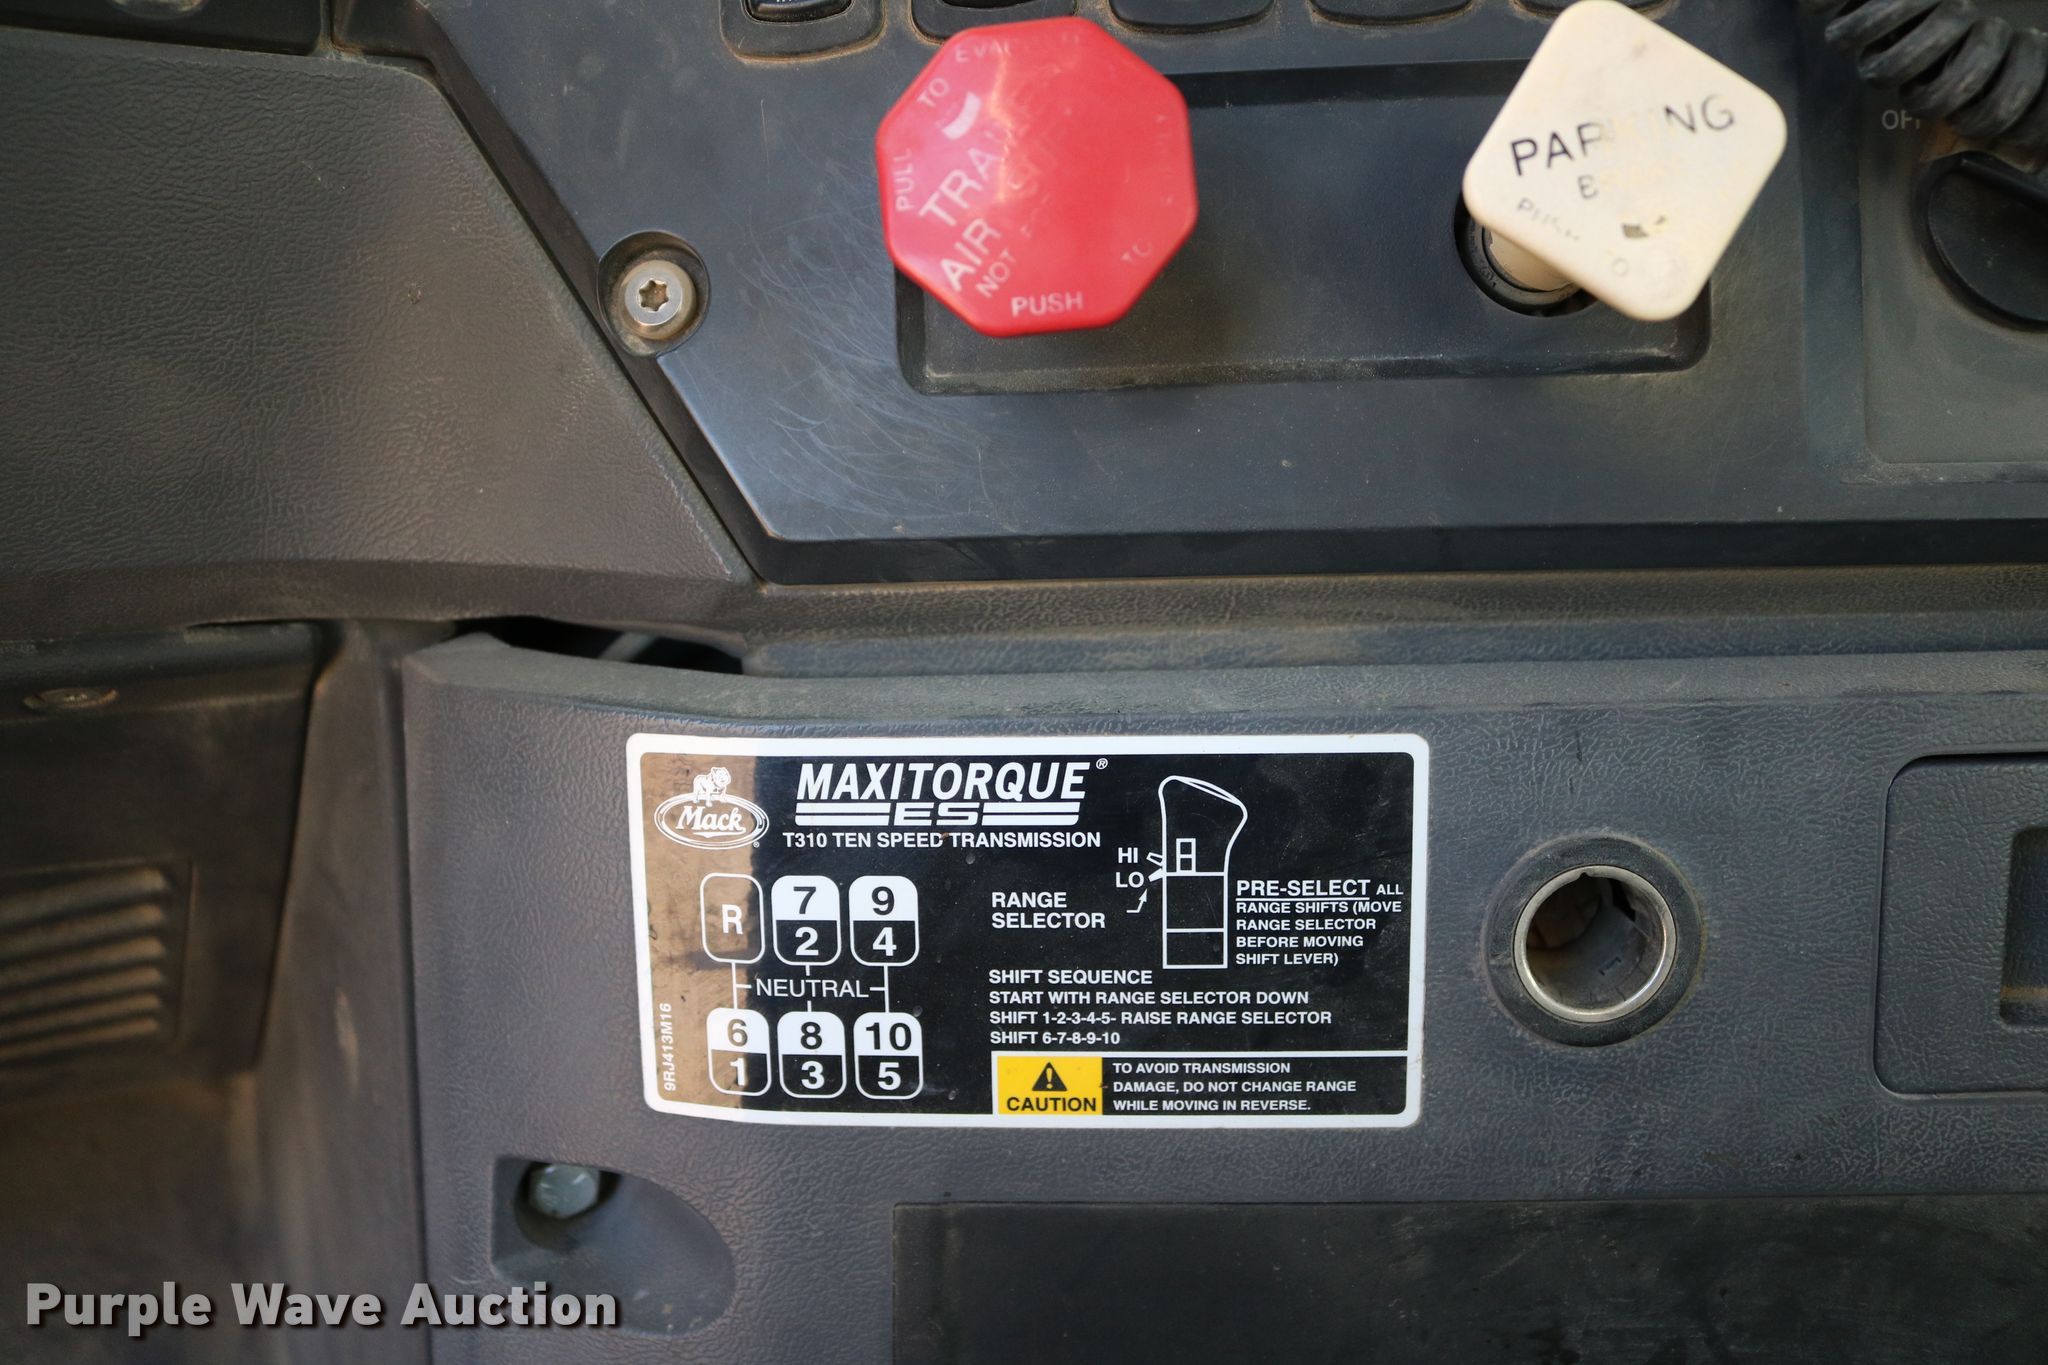 TO
PULL
AIR
NOT
TO
PUSH
PUSH
OFF
Mack
MAXITORQUE®
ES
T310 TEN SPEED TRANSMISSION
R
7
2
9
4
NEUTRAL
6
1
8
3
10
5
9RJ413M16
HI
LO
RANGE
SELECTOR
PRE-SELECT ALL
RANGE SHIFTS (MOVE
RANGE SELECTOR
BEFORE MOVING
SHIFT LEVER)
SHIFT SEQUENCE
START WITH RANGE SELECTOR DOWN
SHIFT 1-2-3-4-5- RAISE RANGE SELECTOR
SHIFT 6-7-8-9-10
CAUTION
TO AVOID TRANSMISSION
DAMAGE, DO NOT CHANGE RANGE
WHILE MOVING IN REVERSE.
Purple Wave Auction